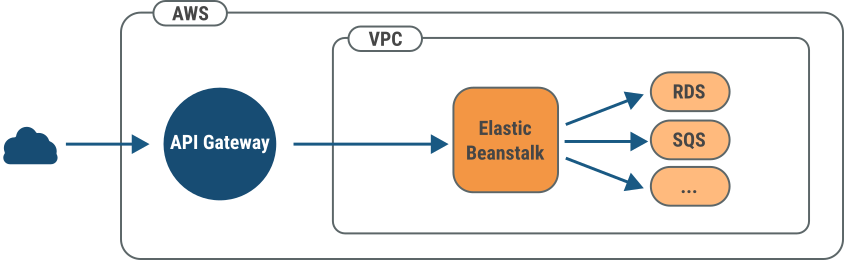 AWS
VPC
API Gateway
Elastic
Beanstalk
RDS
SQS
...